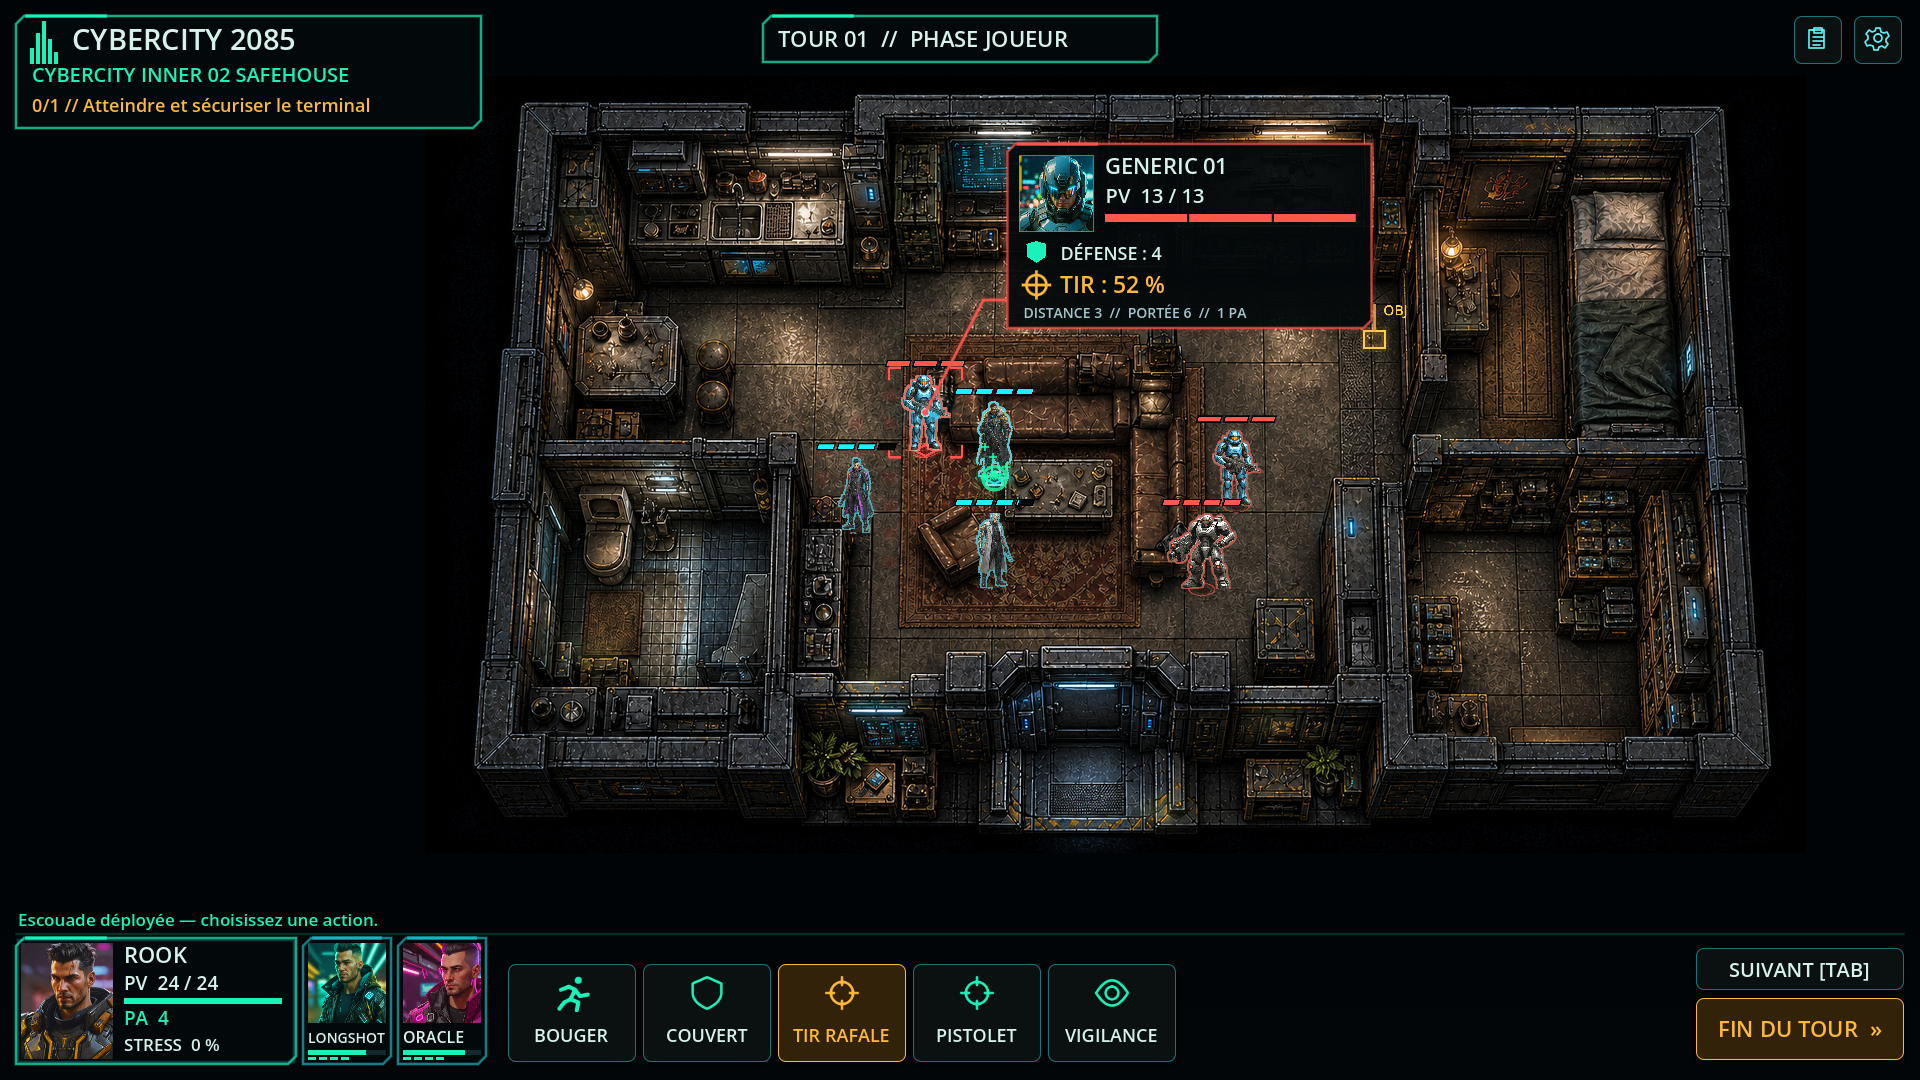 CYBERCITY 2085
CYBERCITY INNER 02 SAFEHOUSE
0/1 // Atteindre et sécuriser le terminal
TOUR 01 // PHASE JOUEUR
GENERIC 01
PV 13 / 13
DÉFENSE : 4
TIR : 52 %
DISTANCE 3 // PORTÉE 6 // 1 PA
OBJ
Escouade déployée — choisissez une action.
ROOK
PV 24 / 24
PA 4
STRESS 0 %
LONGSHOT
ORACLE
BOUGER
COUVERT
TIR RAFALE
PISTOLET
VIGILANCE
SUIVANT [TAB]
FIN DU TOUR »